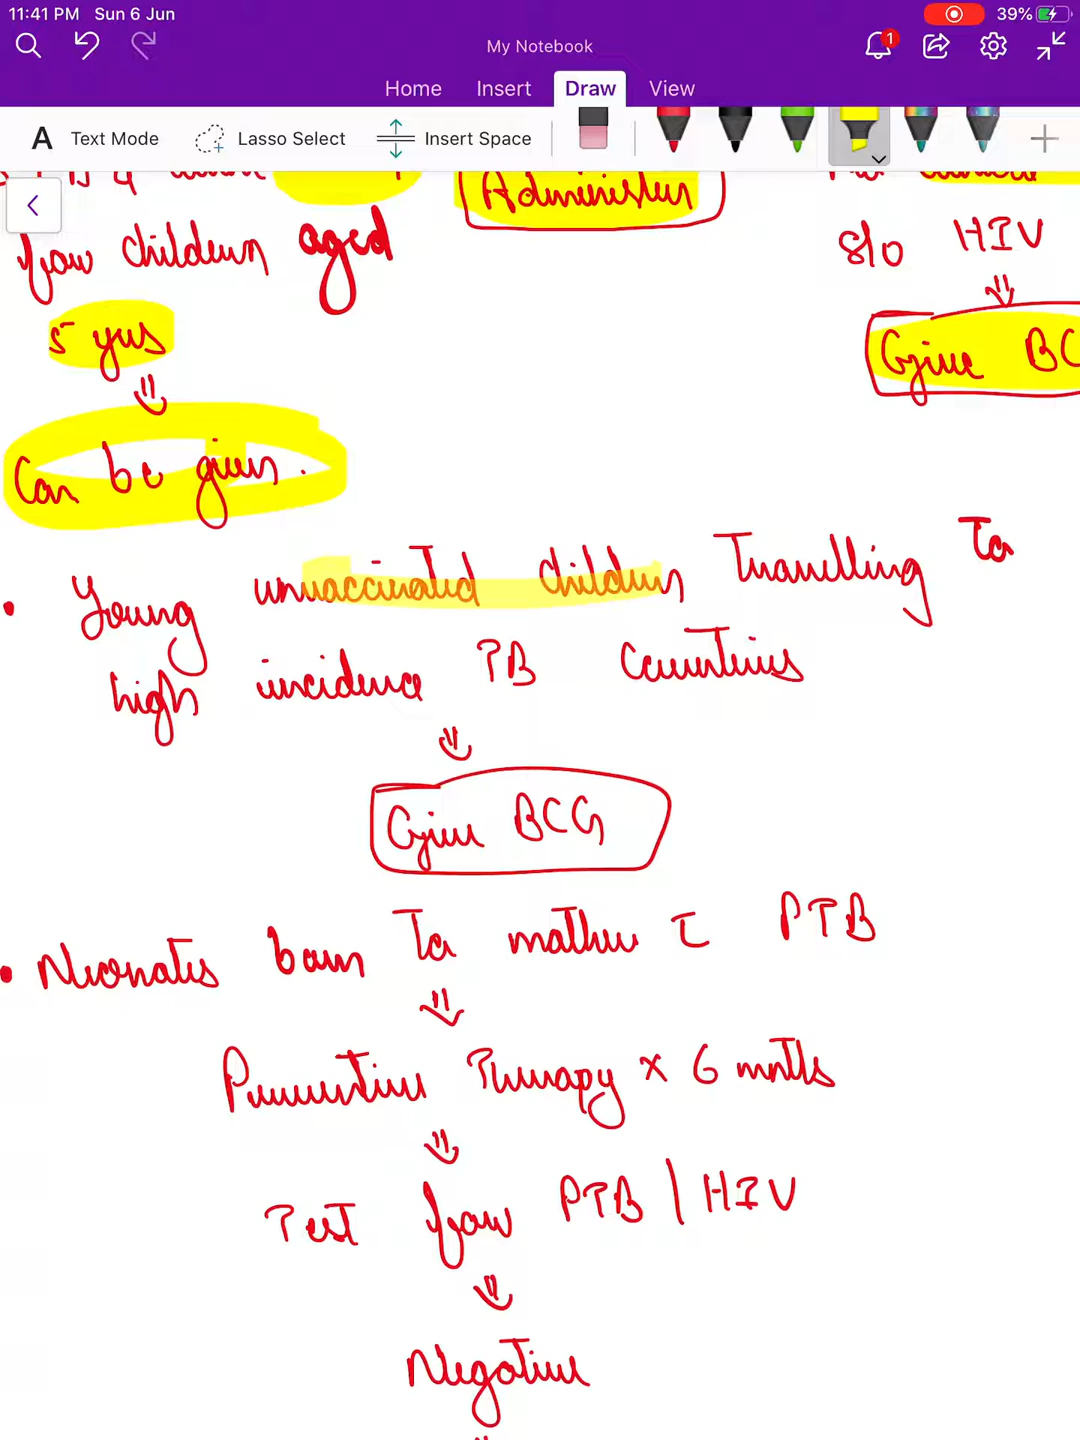 11:41 PM Sun 6 Jun
39%
1
My Notebook
Home Insert Draw View
A Text Mode Lasso Select Insert Space
Administer
for children aged
s/o HIV
5 yrs
Give BC
Can be given.
• Young unvaccinated children Travelling To
high incidence TB Countries
Give BCG
• Neonates born To mother c PTB
Preventive Therapy x 6 mnths
Test for PTB / HIV
Negative